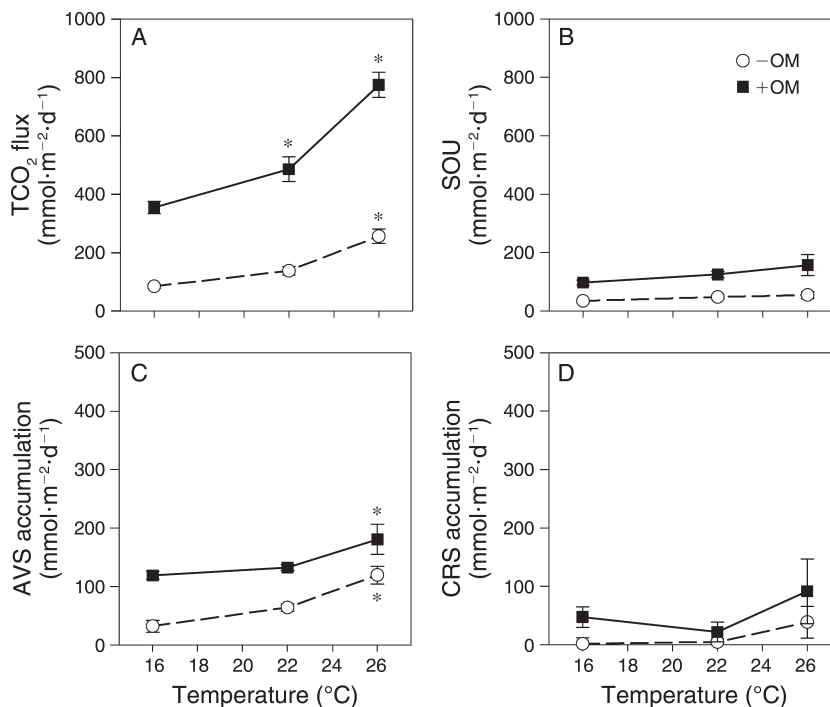 A
1000
800
600
400
200
0
TCO₂ flux
(mmol·m⁻²·d⁻¹)
*
*
*
B
−OM
+OM
1000
800
600
400
200
0
SOU
(mmol·m⁻²·d⁻¹)
C
500
400
300
200
100
0
AVS accumulation
(mmol·m⁻²·d⁻¹)
*
*
16 18 20 22 24 26
Temperature (°C)
D
500
400
300
200
100
0
CRS accumulation
(mmol·m⁻²·d⁻¹)
16 18 20 22 24 26
Temperature (°C)